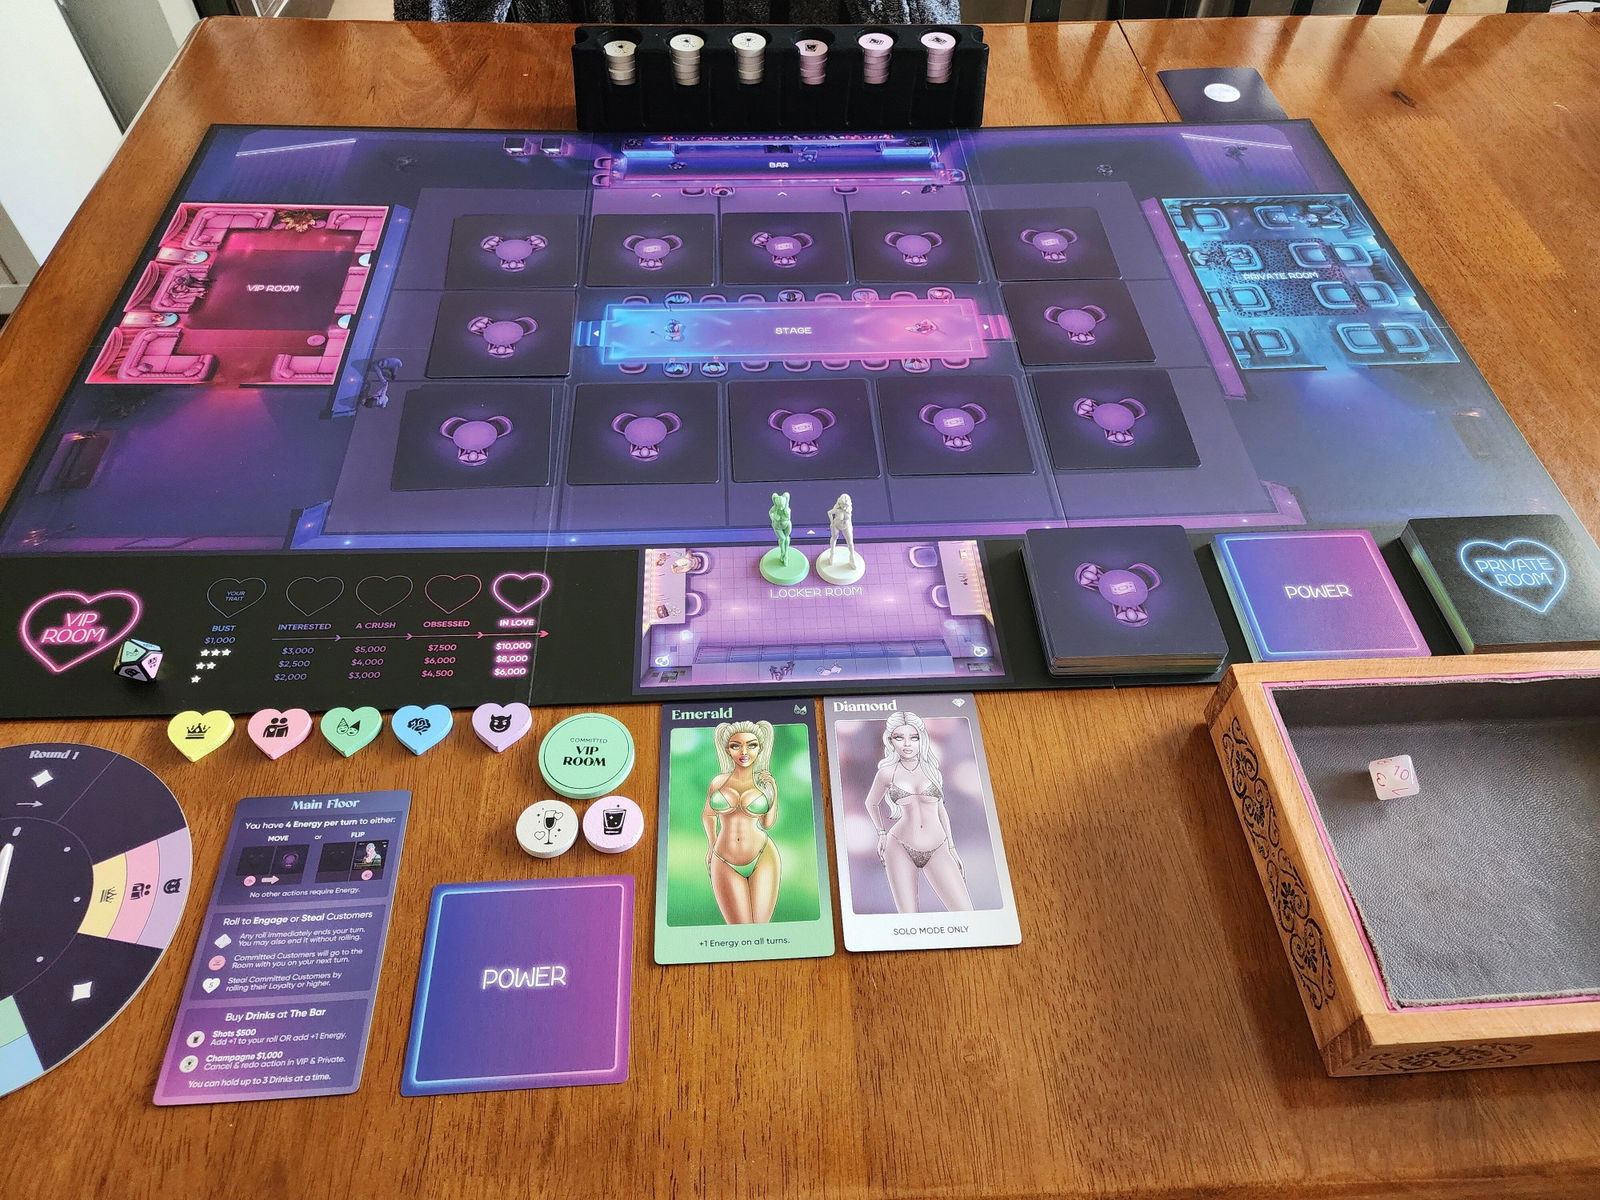 BAR
VIP ROOM
PRIVATE ROOM
STAGE
LOCKER ROOM
VIP
ROOM
YOUR
TRAIT
BUST
$1,000
INTERESTED
$3,000
$2,500
$2,000
A CRUSH
$5,000
$4,000
$3,000
OBSESSED
$7,500
$6,000
$4,500
IN LOVE
$10,000
$8,000
$6,000
POWER
PRIVATE
ROOM
Round 1
COMMITTED
VIP
ROOM
Main Floor
You have 4 Energy per turn to either:
MOVE or FLIP
No other actions require Energy.
Roll to Engage or Steal Customers
Any roll immediately ends your turn.
You may also end it without rolling.
Committed Customers will go to the
Room with you on your next turn.
Steal Committed Customers by
rolling their Loyalty or higher.
Buy Drinks at The Bar
Shots $500
Add +1 to your roll OR add +1 Energy.
Champagne $1,000
Cancel & redo action in VIP & Private.
You can hold up to 3 Drinks at a time.
POWER
Emerald
+1 Energy on all turns.
Diamond
SOLO MODE ONLY
10